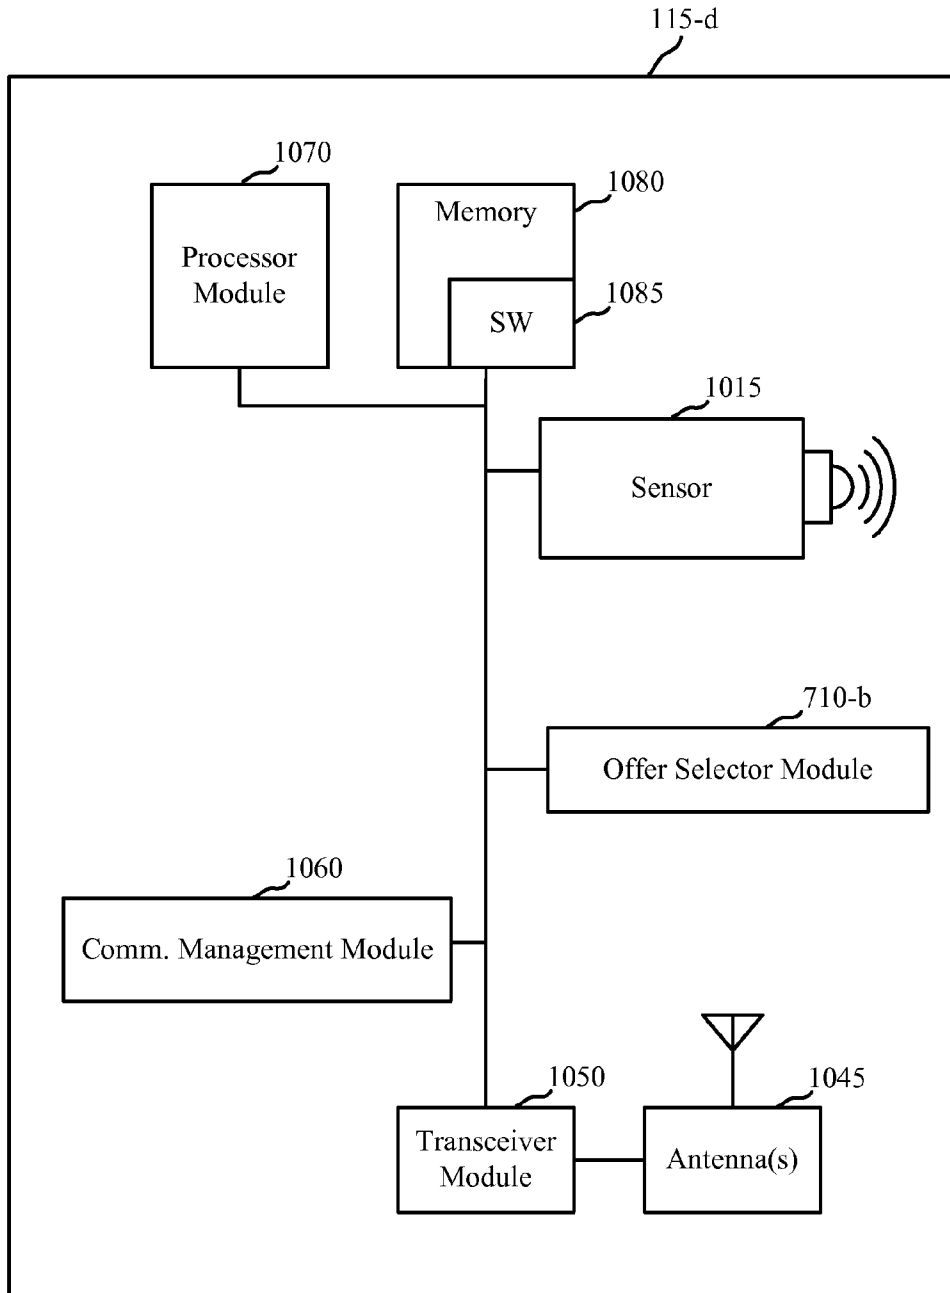 115-d
1070
Processor
Module
1080
Memory
1085
SW
1015
Sensor
710-b
Offer Selector Module
1060
Comm. Management Module
1050
Transceiver
Module
1045
Antenna(s)